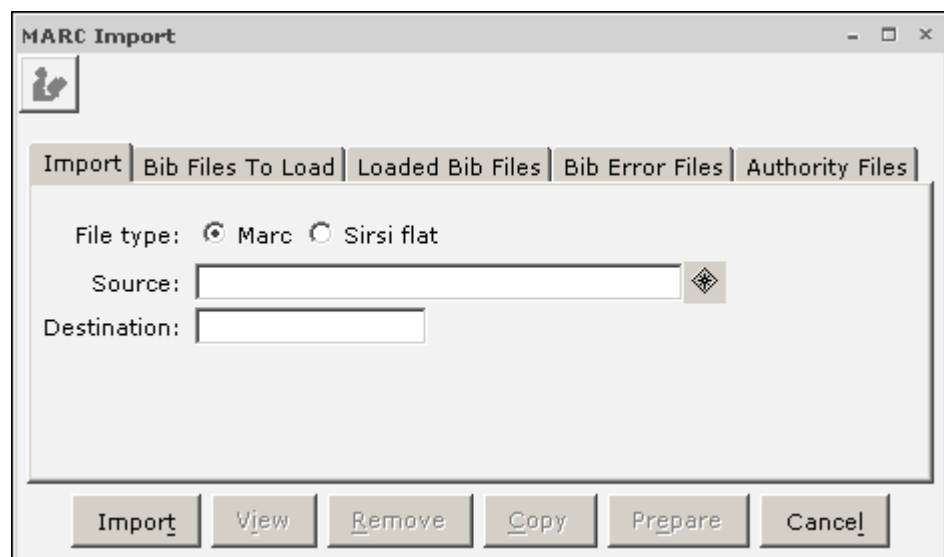 MARC Import
Import Bib Files To Load Loaded Bib Files Bib Error Files Authority Files
File type: Marc Sirsi flat
Source:
Destination:
Import View Remove Copy Prepare Cancel